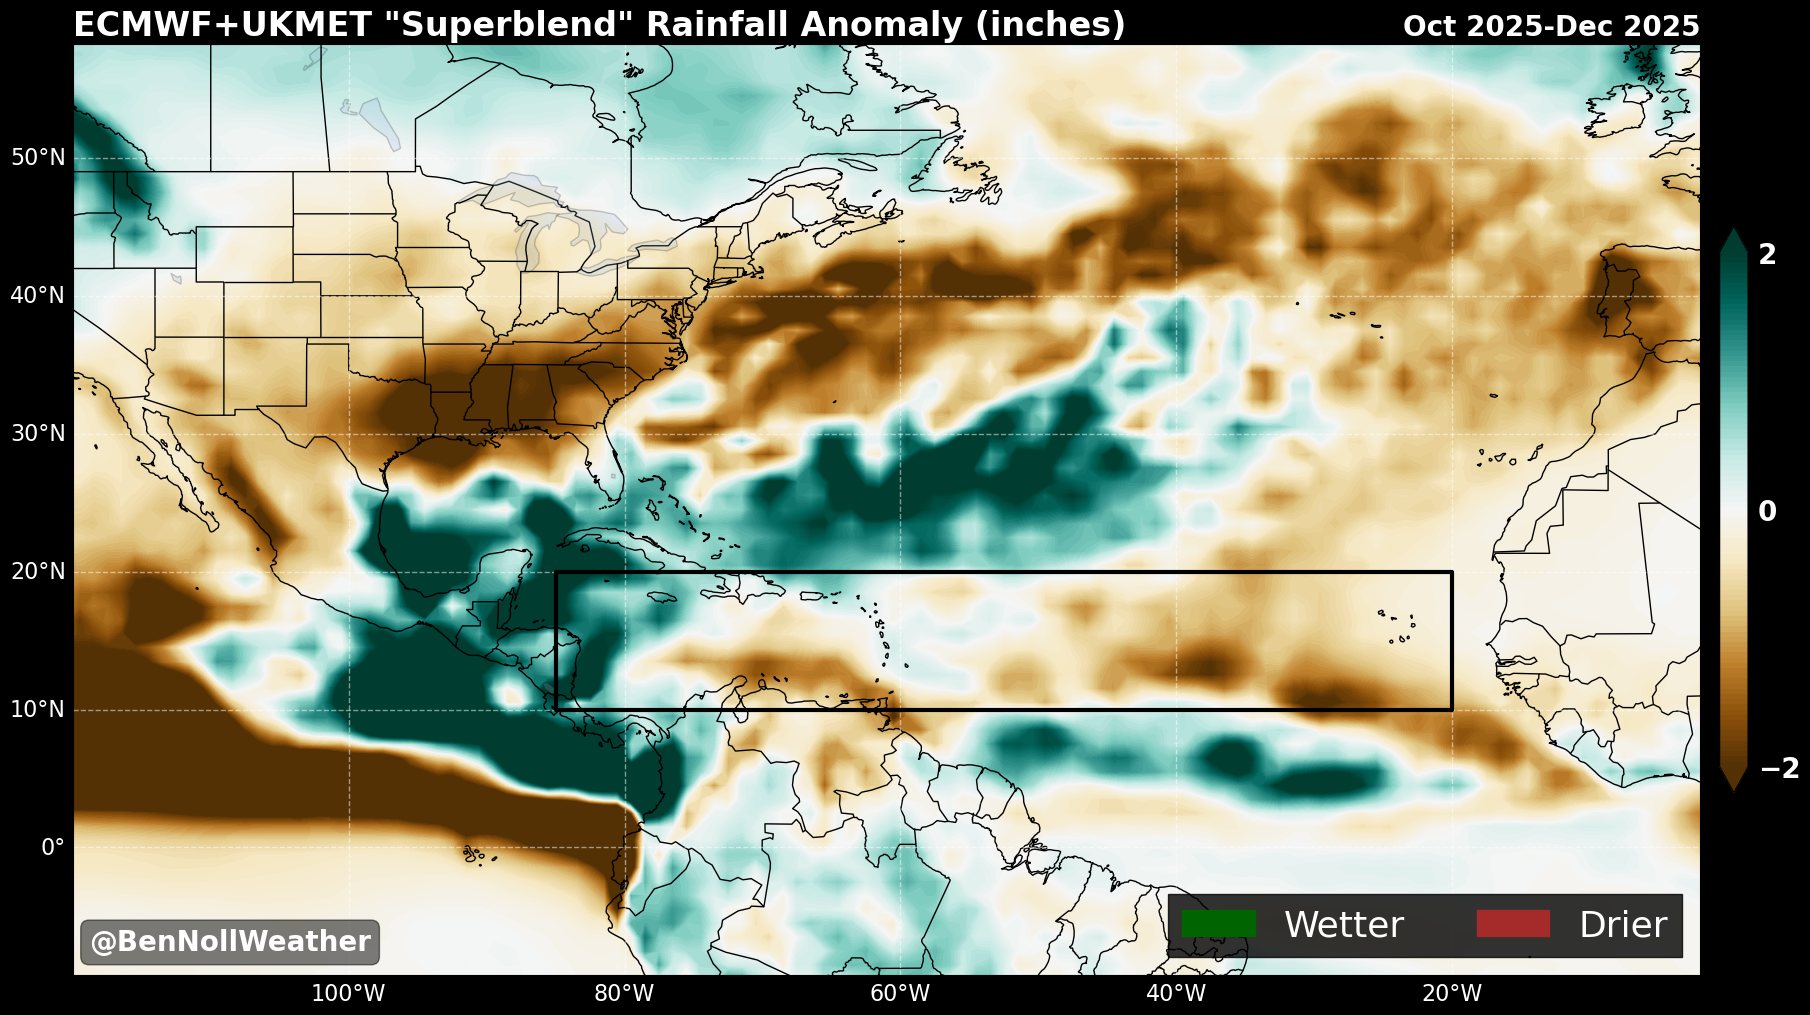 ECMWF+UKMET "Superblend" Rainfall Anomaly (inches)
Oct 2025-Dec 2025
50°N
40°N
30°N
20°N
10°N
0°
2
0
−2
@BenNollWeather
Wetter
Drier
100°W
80°W
60°W
40°W
20°W